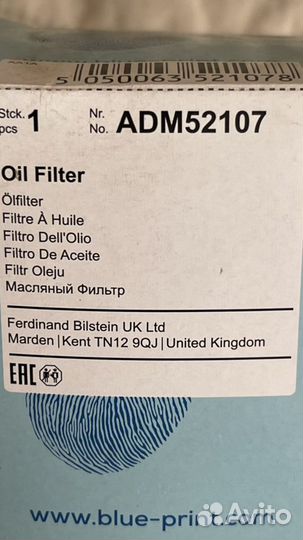 5 050063 521078
Stck. 1 Nr. ADM52107
pcs No.
Oil Filter
Ölfilter
Filtre À Huile
Filtro Dell'Olio
Filtro De Aceite
Filtr Oleju
Масляный Фильтр
Ferdinand Bilstein UK Ltd
Marden | Kent TN12 9QJ | United Kingdom
EAC
www.blue-print.com
Avito